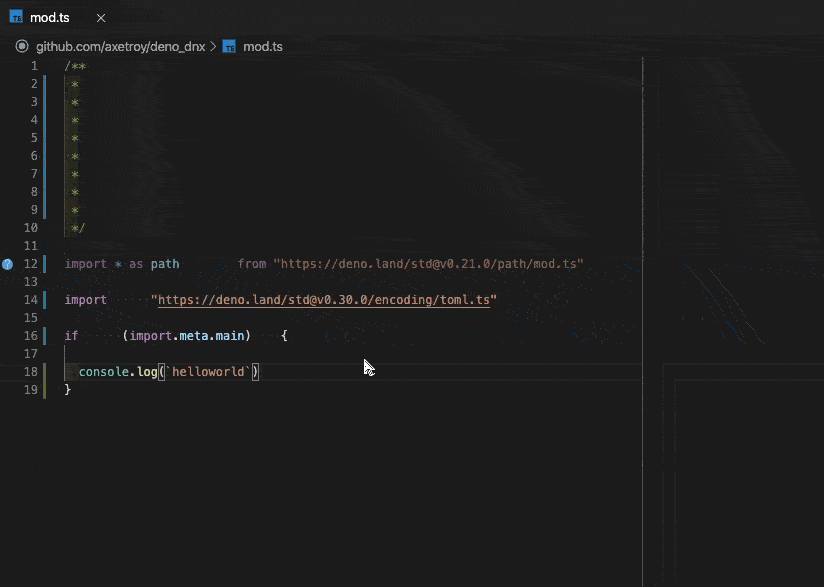 TS mod.ts ×
github.com/axetroy/deno_dnx > TS mod.ts
1 /**
2 *
3 *
4 *
5 *
6 *
7 *
8 *
9 *
10 */
11
12 import * as path from "https://deno.land/std@v0.21.0/path/mod.ts"
13
14 import "https://deno.land/std@v0.30.0/encoding/toml.ts"
15
16 if (import.meta.main) {
17
18 console.log(`helloworld`)
19 }